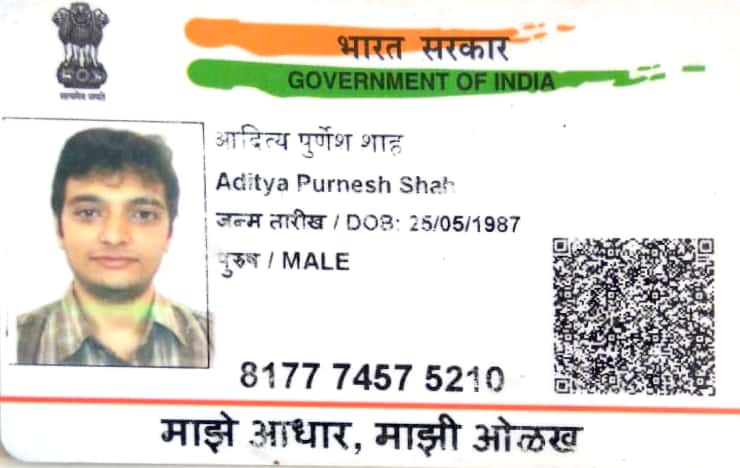 भारत सरकार
GOVERNMENT OF INDIA
सत्यमेव जयते
आदित्य पुर्णेश शाह
Aditya Purnesh Shah
जन्म तारीख / DOB: 25/05/1987
पुरुष / MALE
8177 7457 5210
माझे आधार, माझी ओळख